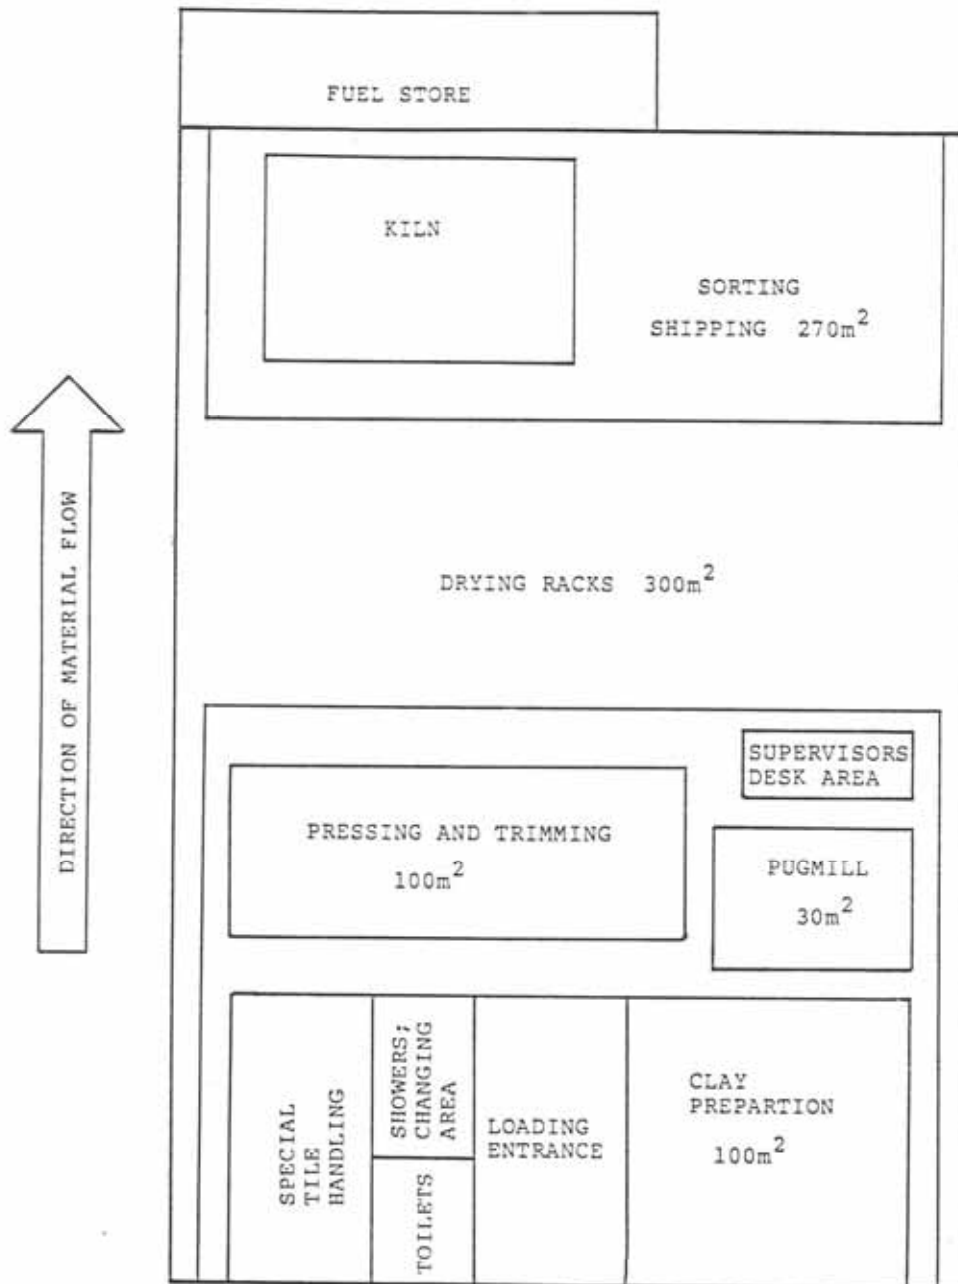 FUEL STORE
KILN
SORTING
SHIPPING 270m²
DIRECTION OF MATERIAL FLOW
DRYING RACKS 300m²
SUPERVISORS
DESK AREA
PRESSING AND TRIMMING
100m²
PUGMILL
30m²
SPECIAL
TILE
HANDLING
SHOWERS;
CHANGING
AREA
TOILETS
LOADING
ENTRANCE
CLAY
PREPARTION
100m²